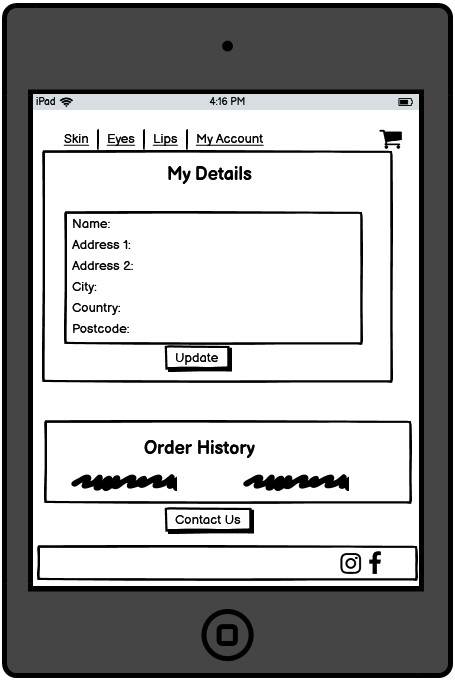 iPad 4:16 PM
Skin Eyes Lips My Account
My Details
Name:
Address 1:
Address 2:
City:
Country:
Postcode:
Update
Order History
Contact Us